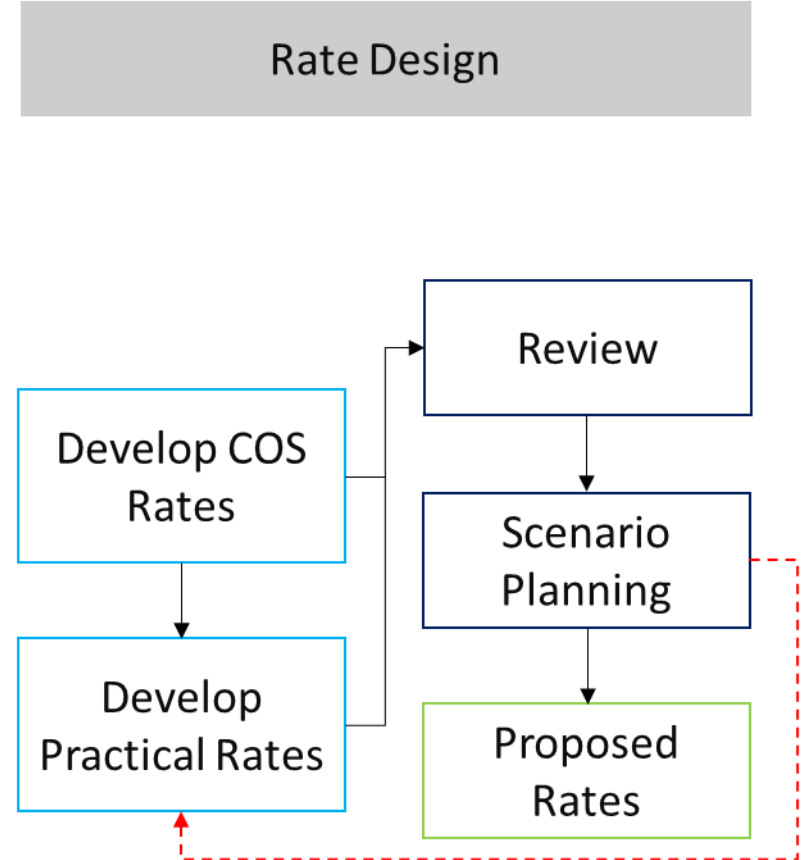 Rate Design
Develop COS
Rates
Develop
Practical Rates
Review
Scenario
Planning
Proposed
Rates